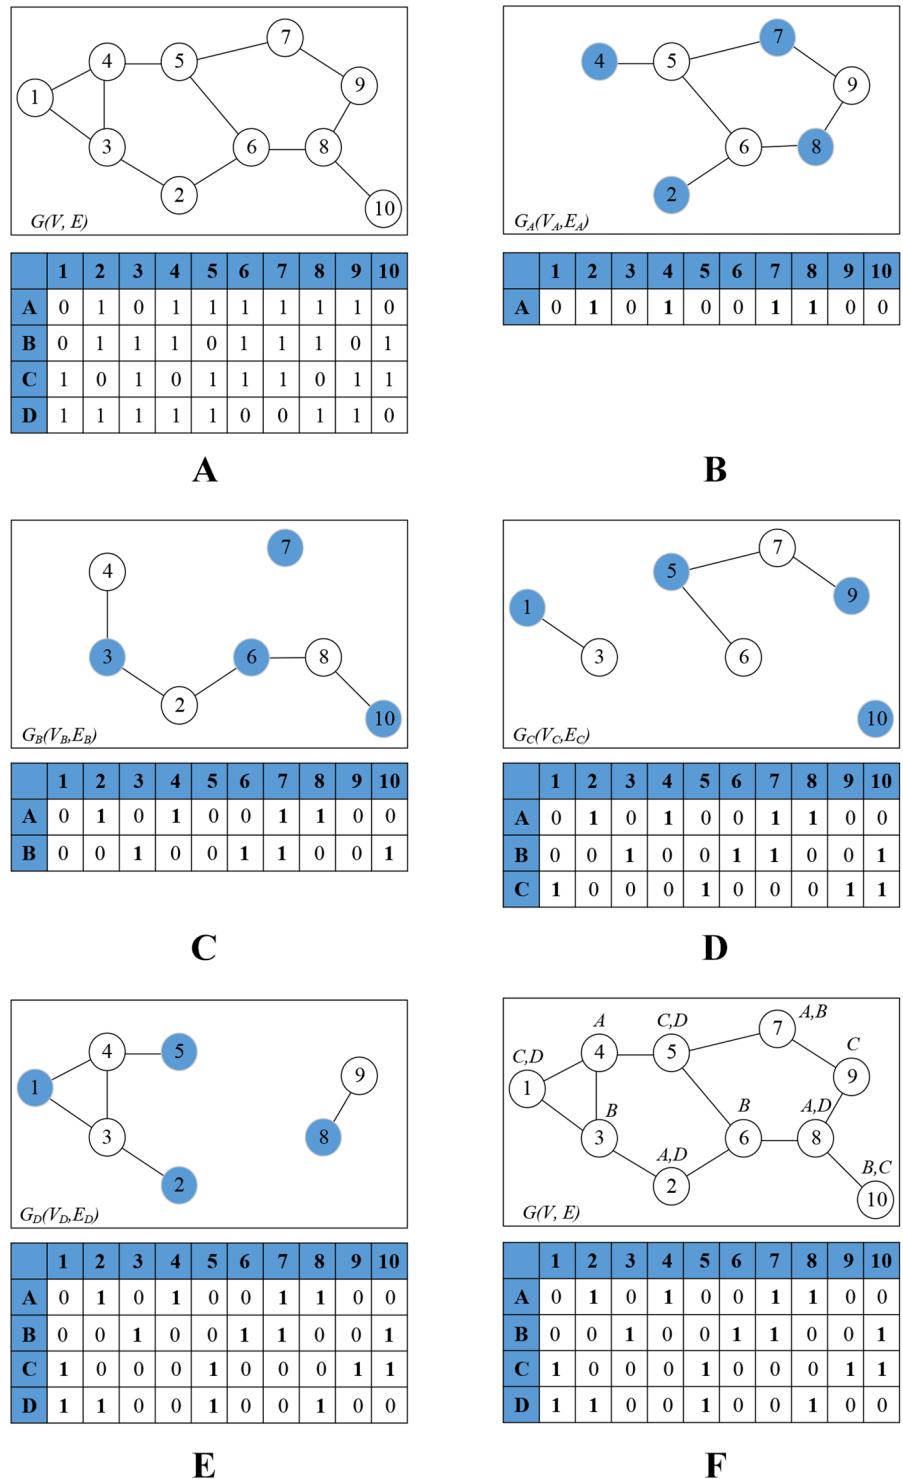 7
4 5
9
1
3 6 8
2
10
G(V, E)
1 2 3 4 5 6 7 8 9 10
A 0 1 0 1 1 1 1 1 1 0
B 0 1 1 1 0 1 1 1 0 1
C 1 0 1 0 1 1 1 0 1 1
D 1 1 1 1 1 0 0 1 1 0
A
7
4 5
9
6 8
2
G_A(V_A,E_A)
1 2 3 4 5 6 7 8 9 10
A 0 1 0 1 0 0 1 1 0 0
B
7
4
3 6 8
2
10
G_B(V_B,E_B)
1 2 3 4 5 6 7 8 9 10
A 0 1 0 1 0 0 1 1 0 0
B 0 0 1 0 0 1 1 0 0 1
C
7
5
9
1
3 6
10
G_C(V_C,E_C)
1 2 3 4 5 6 7 8 9 10
A 0 1 0 1 0 0 1 1 0 0
B 0 0 1 0 0 1 1 0 0 1
C 1 0 0 0 1 0 0 0 1 1
D
4 5
9
1
3 8
2
G_D(V_D,E_D)
1 2 3 4 5 6 7 8 9 10
A 0 1 0 1 0 0 1 1 0 0
B 0 0 1 0 0 1 1 0 0 1
C 1 0 0 0 1 0 0 0 1 1
D 1 1 0 0 1 0 0 1 0 0
E
A C,D A,B
7
4 5
C,D C
9
1
B B A,D
3 6 8
A,D B,C
2
10
G(V, E)
1 2 3 4 5 6 7 8 9 10
A 0 1 0 1 0 0 1 1 0 0
B 0 0 1 0 0 1 1 0 0 1
C 1 0 0 0 1 0 0 0 1 1
D 1 1 0 0 1 0 0 1 0 0
F